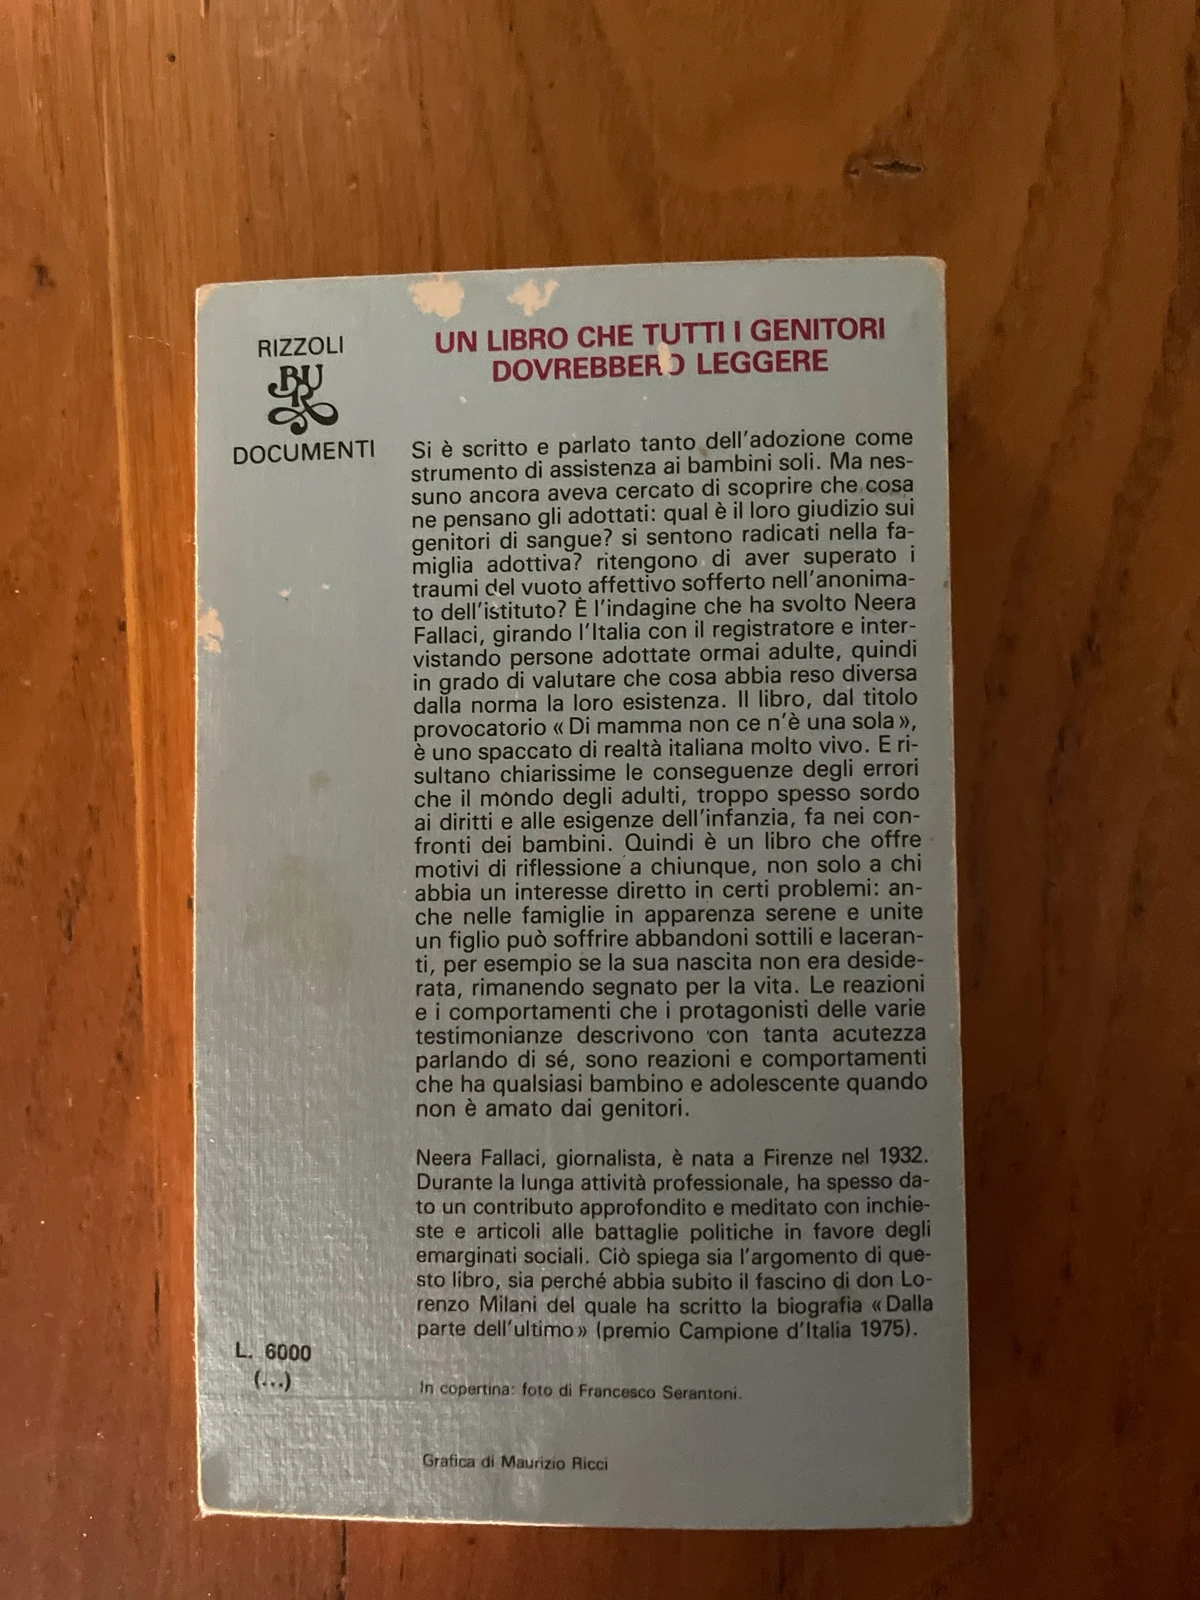 RIZZOLI
BUR
DOCUMENTI
UN LIBRO CHE TUTTI I GENITORI
DOVREBBERO LEGGERE
Si è scritto e parlato tanto dell'adozione come
strumento di assistenza ai bambini soli. Ma nes-
suno ancora aveva cercato di scoprire che cosa
ne pensano gli adottati: qual è il loro giudizio sui
genitori di sangue? si sentono radicati nella fa-
miglia adottiva? ritengono di aver superato i
traumi del vuoto affettivo sofferto nell'anonima-
to dell'istituto? È l'indagine che ha svolto Neera
Fallaci, girando l'Italia con il registratore e inter-
vistando persone adottate ormai adulte, quindi
in grado di valutare che cosa abbia reso diversa
dalla norma la loro esistenza. Il libro, dal titolo
provocatorio « Di mamma non ce n'è una sola »,
è uno spaccato di realtà italiana molto vivo. E ri-
sultano chiarissime le conseguenze degli errori
che il mondo degli adulti, troppo spesso sordo
ai diritti e alle esigenze dell'infanzia, fa nei con-
fronti dei bambini. Quindi è un libro che offre
motivi di riflessione a chiunque, non solo a chi
abbia un interesse diretto in certi problemi: an-
che nelle famiglie in apparenza serene e unite
un figlio può soffrire abbandoni sottili e laceran-
ti, per esempio se la sua nascita non era deside-
rata, rimanendo segnato per la vita. Le reazioni
e i comportamenti che i protagonisti delle varie
testimonianze descrivono con tanta acutezza
parlando di sé, sono reazioni e comportamenti
che ha qualsiasi bambino e adolescente quando
non è amato dai genitori.
Neera Fallaci, giornalista, è nata a Firenze nel 1932.
Durante la lunga attività professionale, ha spesso da-
to un contributo approfondito e meditato con inchie-
ste e articoli alle battaglie politiche in favore degli
emarginati sociali. Ciò spiega sia l'argomento di que-
sto libro, sia perché abbia subito il fascino di don Lo-
renzo Milani del quale ha scritto la biografia « Dalla
parte dell'ultimo » (premio Campione d'Italia 1975).
L. 6000
(...)
In copertina: foto di Francesco Serantoni.
Grafica di Maurizio Ricci